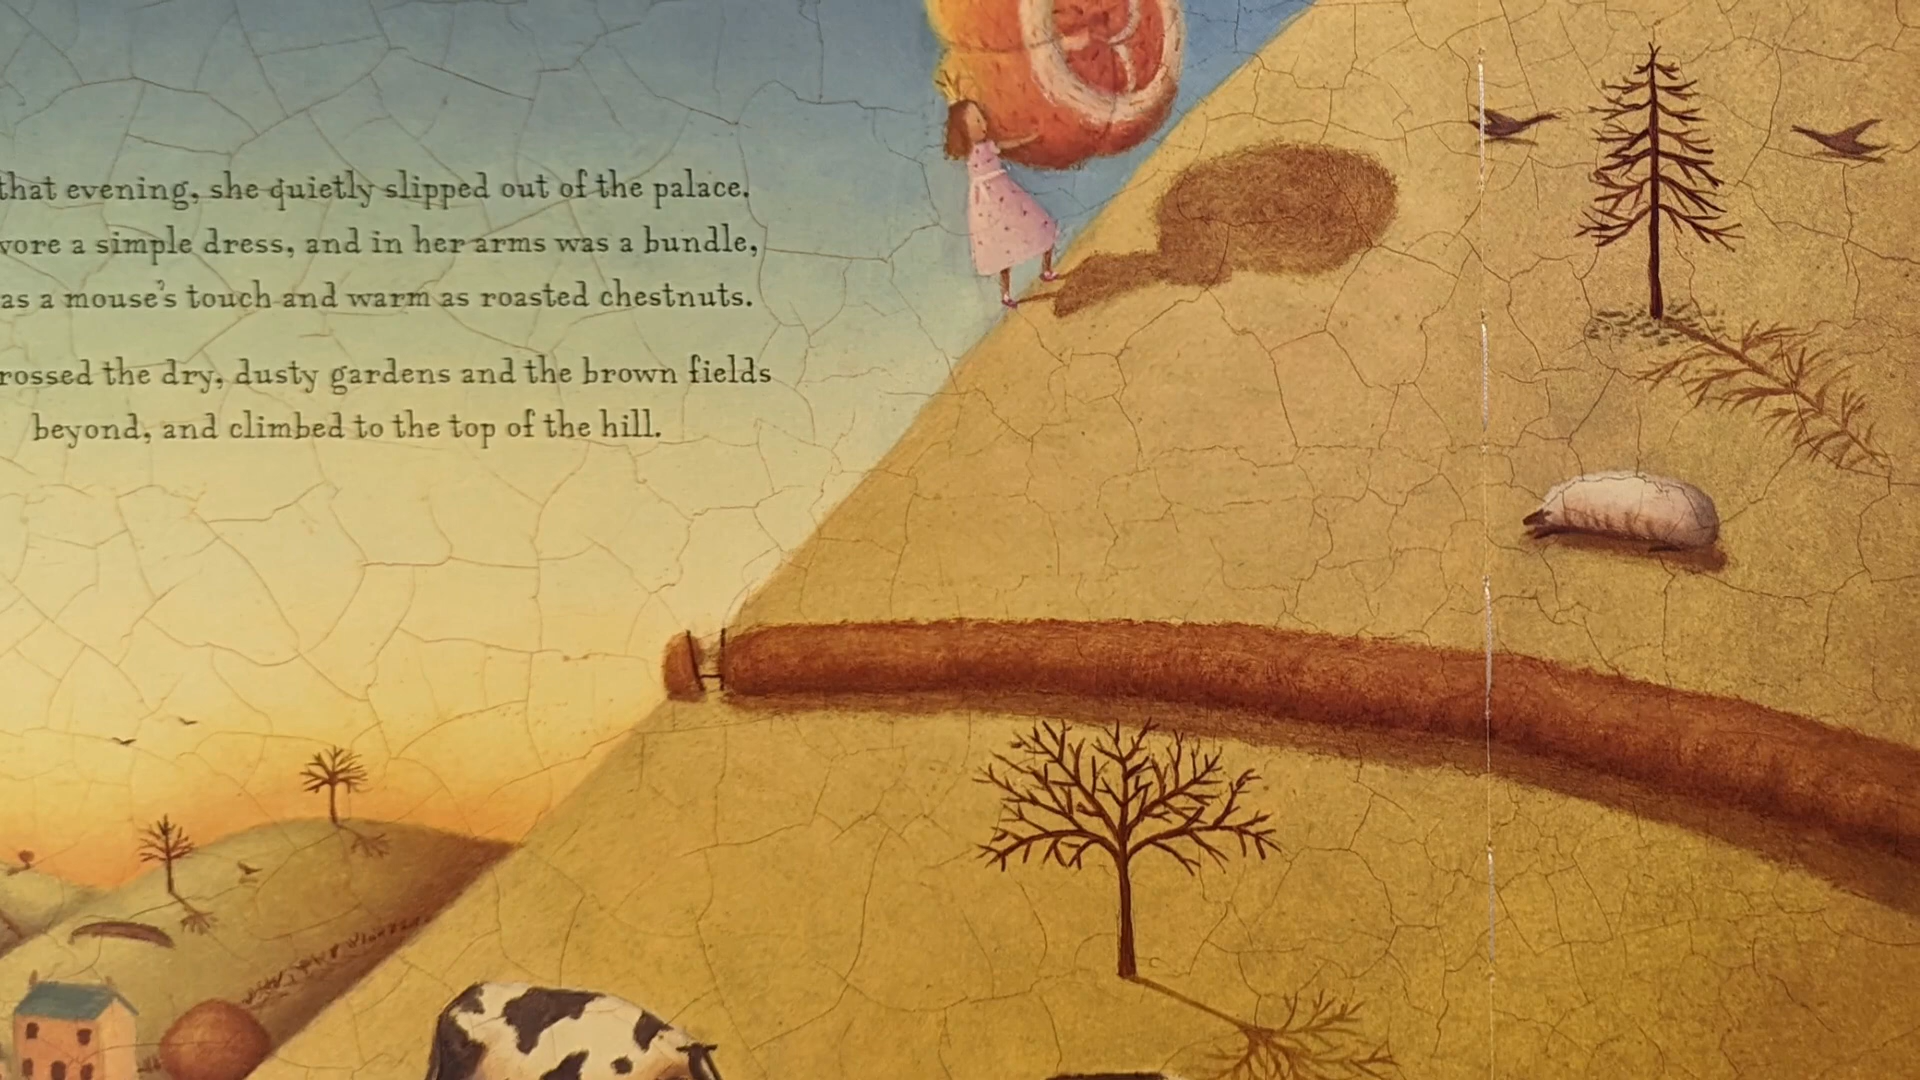 that evening, she quietly slipped out of the palace.
a simple dress, and in her arms was a bundle,
as a mouse's touch and warm as roasted chestnuts.
the dry, dusty gardens and the brown fields
beyond, and climbed to the top of the hill.